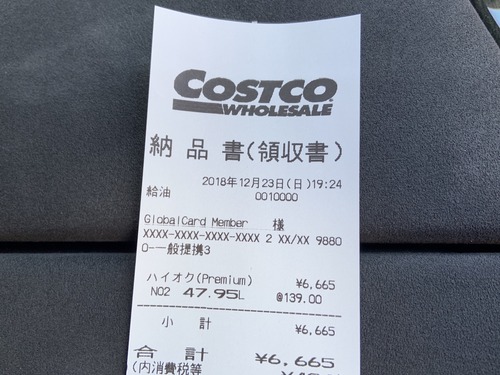 COSTCO
WHOLESALE
納品書(領収書)
2018年12月23日(日)19:24
給油 0010000
GlobalCard Member 様
XXXX-XXXX-XXXX-XXXX 2 XX/XX 9880
0-一般提携3
ハイオク(Premium) ¥6,665
NO2 47.95L @139.00
小 計 ¥6,665
合 計 ¥6,665
(内消費税等